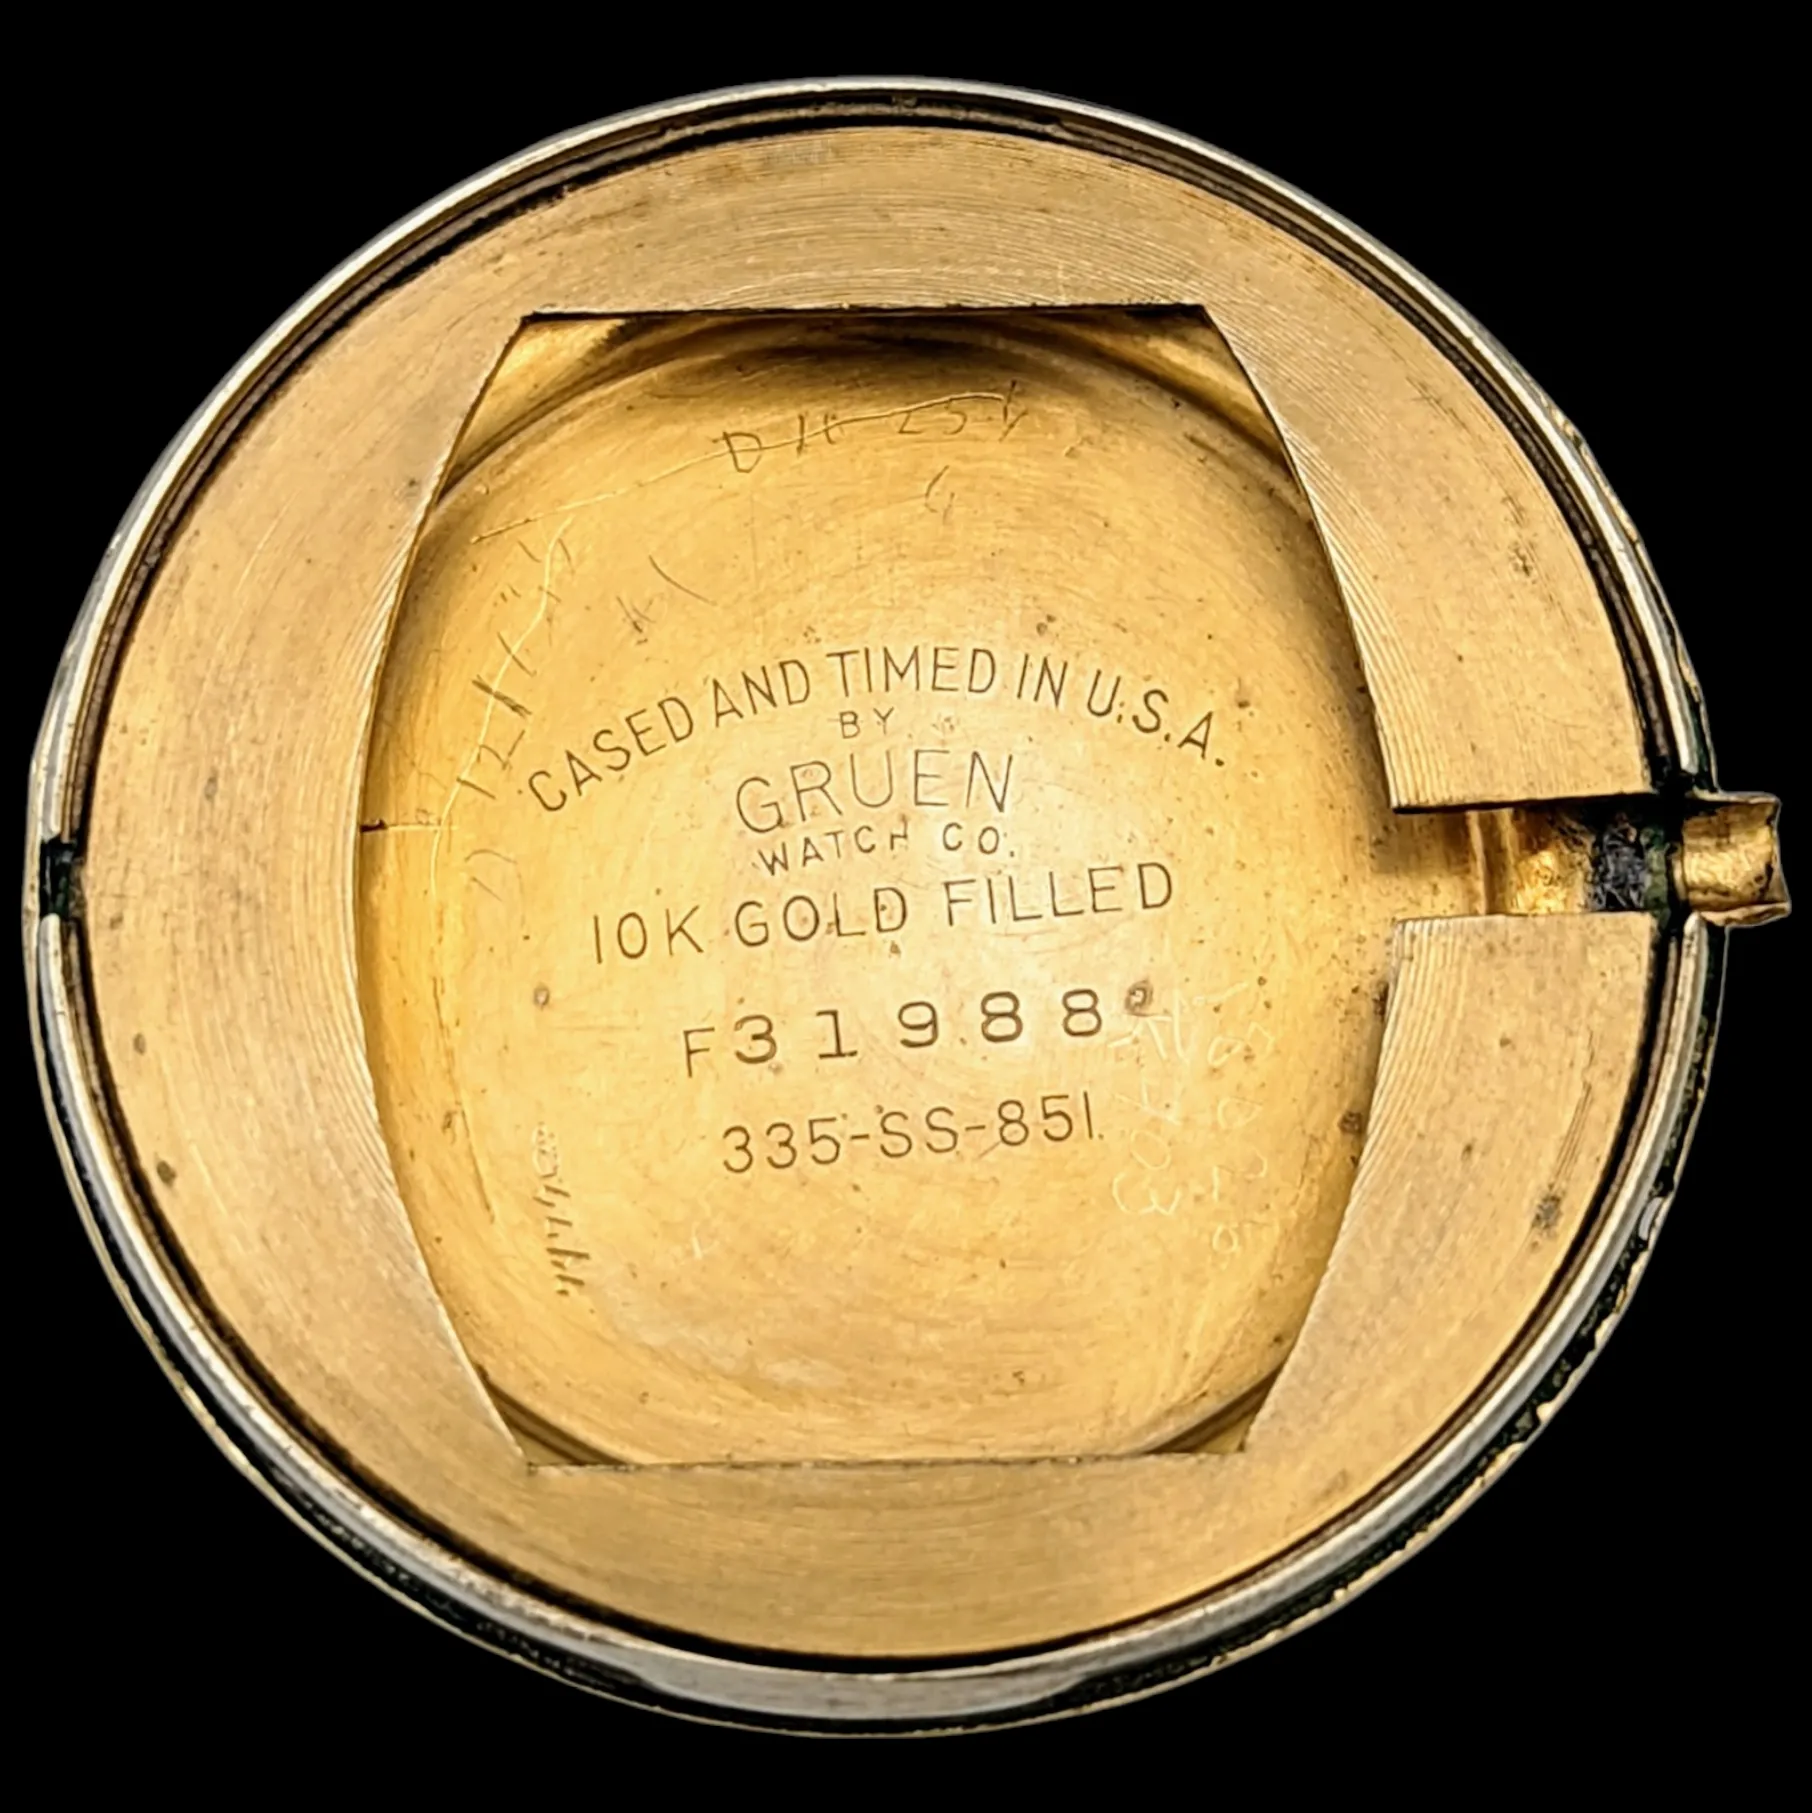 CASED AND TIMED IN U.S.A.
BY
GRUEN
WATCH CO.
10K GOLD FILLED
F31988
335-SS-851